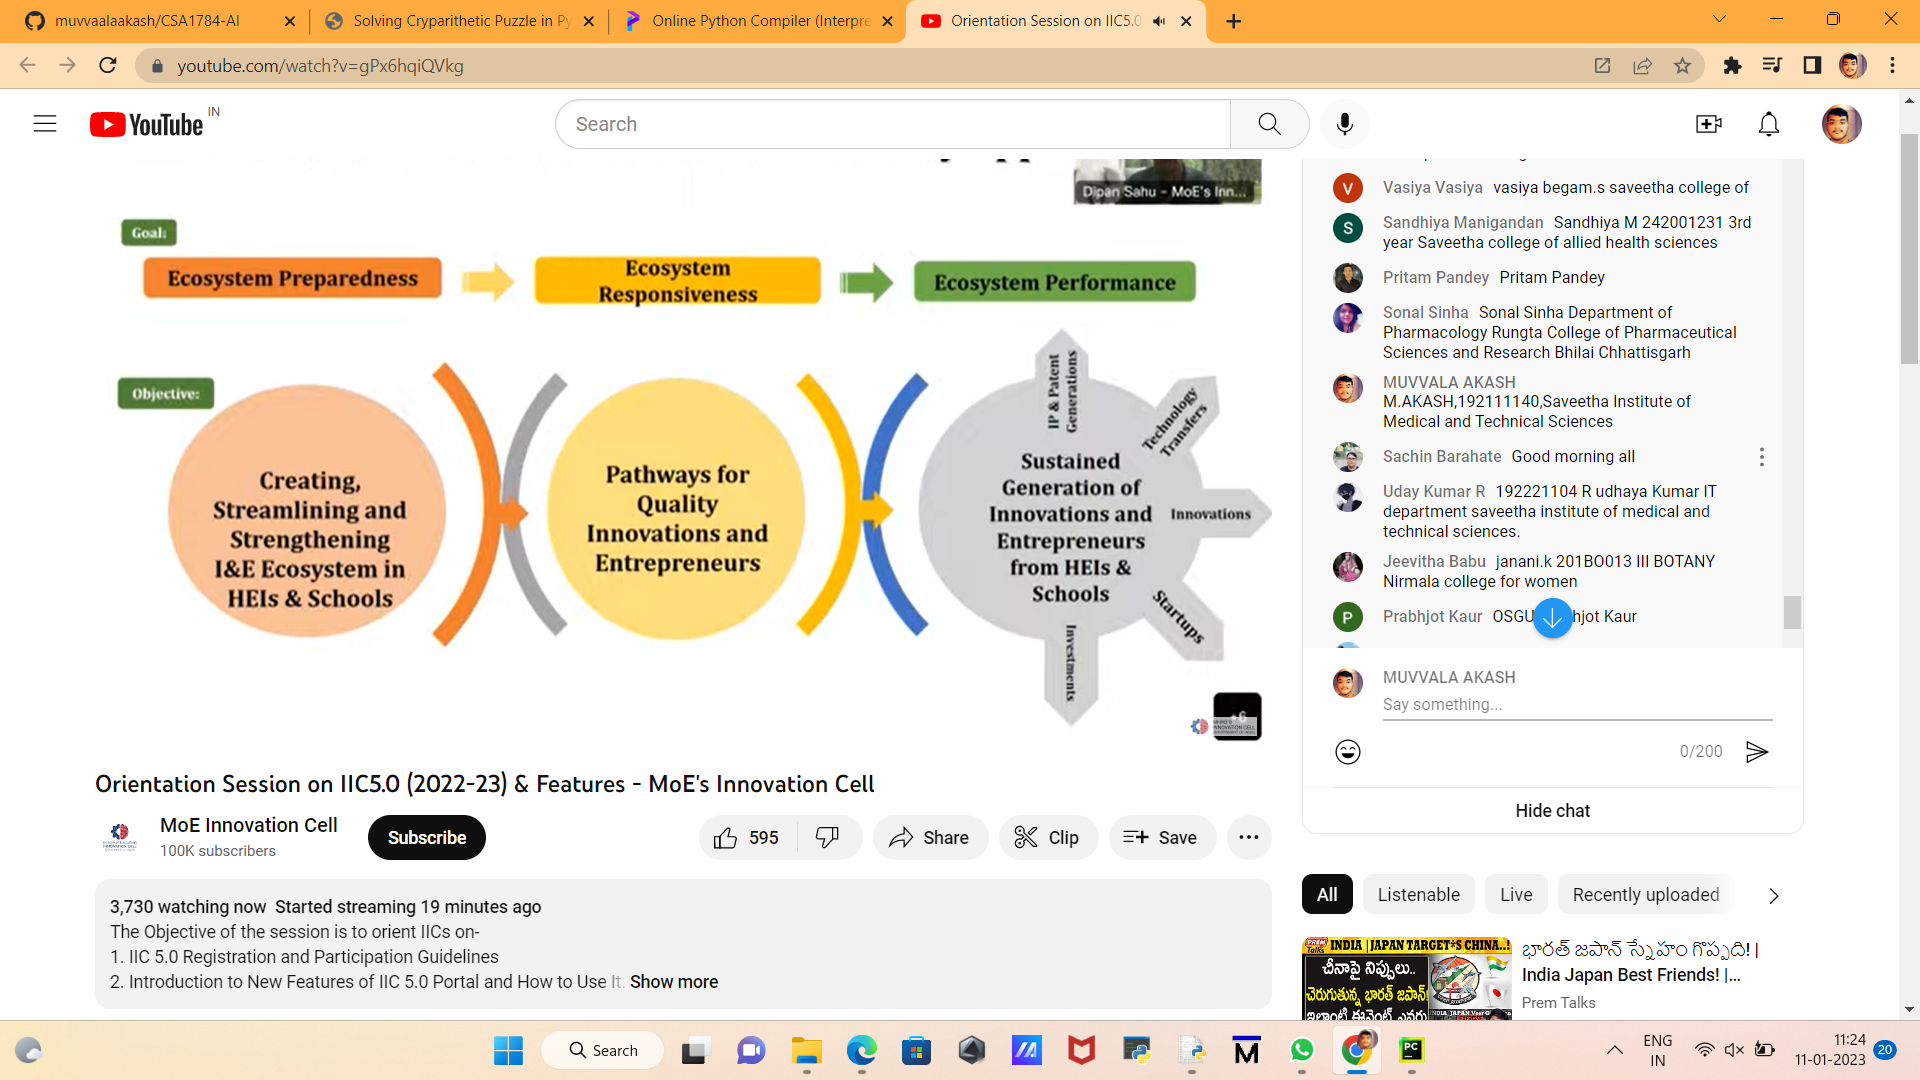 muvvaalaakash/CSA1784-AI
Solving Cryparithetic Puzzle in Py
Online Python Compiler (Interpre
Orientation Session on IIC5.0
youtube.com/watch?v=gPx6hqiQVkg
YouTube IN
Search
Dipan Sahu - MoE's Inn...
Goal:
Ecosystem Preparedness
Ecosystem
Responsiveness
Ecosystem Performance
Objective:
Creating,
Streamlining and
Strengthening
I&E Ecosystem in
HEIs & Schools
Pathways for
Quality
Innovations and
Entrepreneurs
Sustained
Generation of
Innovations and
Entrepreneurs
from HEIs &
Schools
IP & Patent
Generations
Technology
Transfers
Innovations
Startups
Investments
+6
Orientation Session on IIC5.0 (2022-23) & Features - MoE's Innovation Cell
MoE Innovation Cell
100K subscribers
Subscribe
595
Share
Clip
Save
3,730 watching now Started streaming 19 minutes ago
The Objective of the session is to orient IICs on-
1. IIC 5.0 Registration and Participation Guidelines
2. Introduction to New Features of IIC 5.0 Portal and How to Use It. Show more
V
Vasiya Vasiya vasiya begam.s saveetha college of
S
Sandhiya Manigandan Sandhiya M 242001231 3rd
year Saveetha college of allied health sciences
Pritam Pandey Pritam Pandey
Sonal Sinha Sonal Sinha Department of
Pharmacology Rungta College of Pharmaceutical
Sciences and Research Bhilai Chhattisgarh
MUVVALA AKASH
M.AKASH,192111140,Saveetha Institute of
Medical and Technical Sciences
Sachin Barahate Good morning all
Uday Kumar R 192221104 R udhaya Kumar IT
department saveetha institute of medical and
technical sciences.
Jeevitha Babu janani.k 201BO013 III BOTANY
Nirmala college for women
P
Prabhjot Kaur OSGU hjot Kaur
MUVVALA AKASH
Say something...
0/200
Hide chat
All
Listenable
Live
Recently uploaded
PREM Talks INDIA | JAPAN TARGET*S CHINA..!
చీనాపై నిప్పులు..
చెరుగుతున్న భారత్ జపాన్!
భారత్ జపాన్ స్నేహం గొప్పది! |
India Japan Best Friends! |...
Prem Talks
Search
ENG
IN
11:24
11-01-2023
20